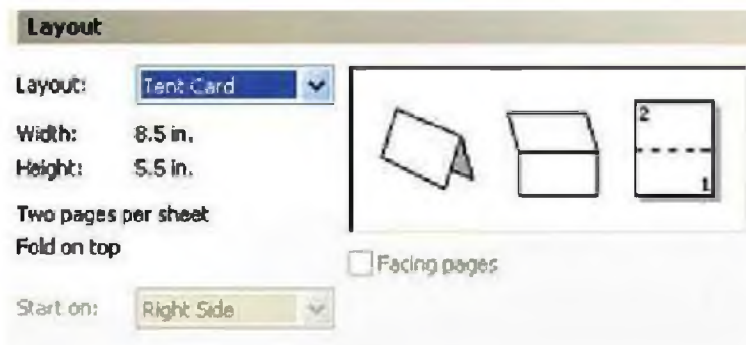 Layout
Layout: Tent Card
Width: 8.5 in.
Height: 5.5 in.
Two pages per sheet
Fold on top
Start on: Right Side
2
1
Facing pages